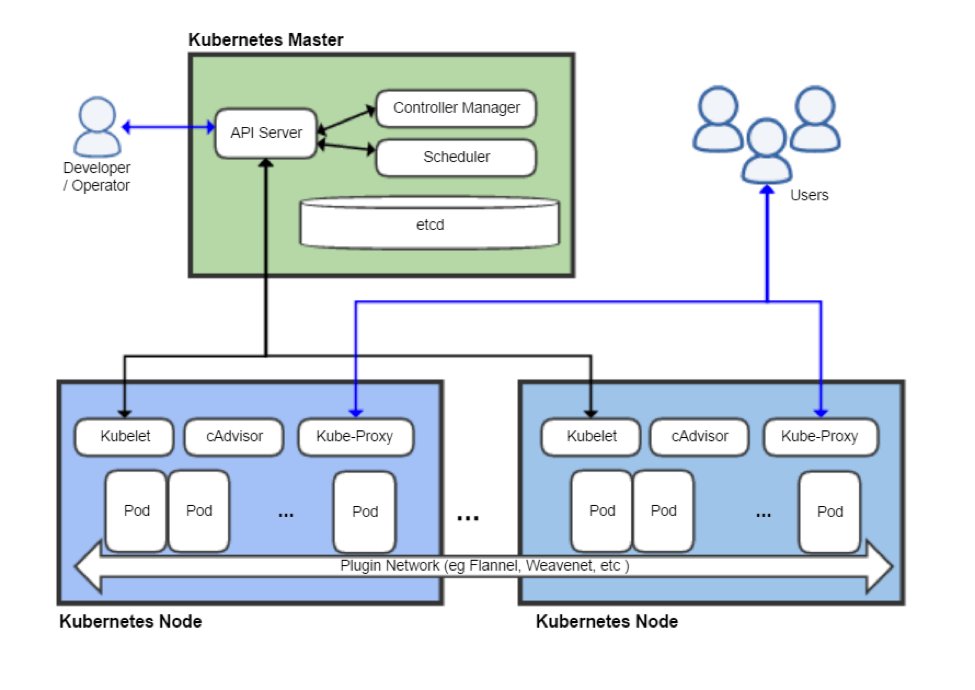 Kubernetes Master
API Server
Controller Manager
Scheduler
etcd
Developer
/ Operator
Users
Kubelet
cAdvisor
Kube-Proxy
Pod
Pod
...
Pod
...
Kubelet
cAdvisor
Kube-Proxy
Pod
Pod
...
Pod
Plugin Network (eg Flannel, Weavenet, etc )
Kubernetes Node
Kubernetes Node